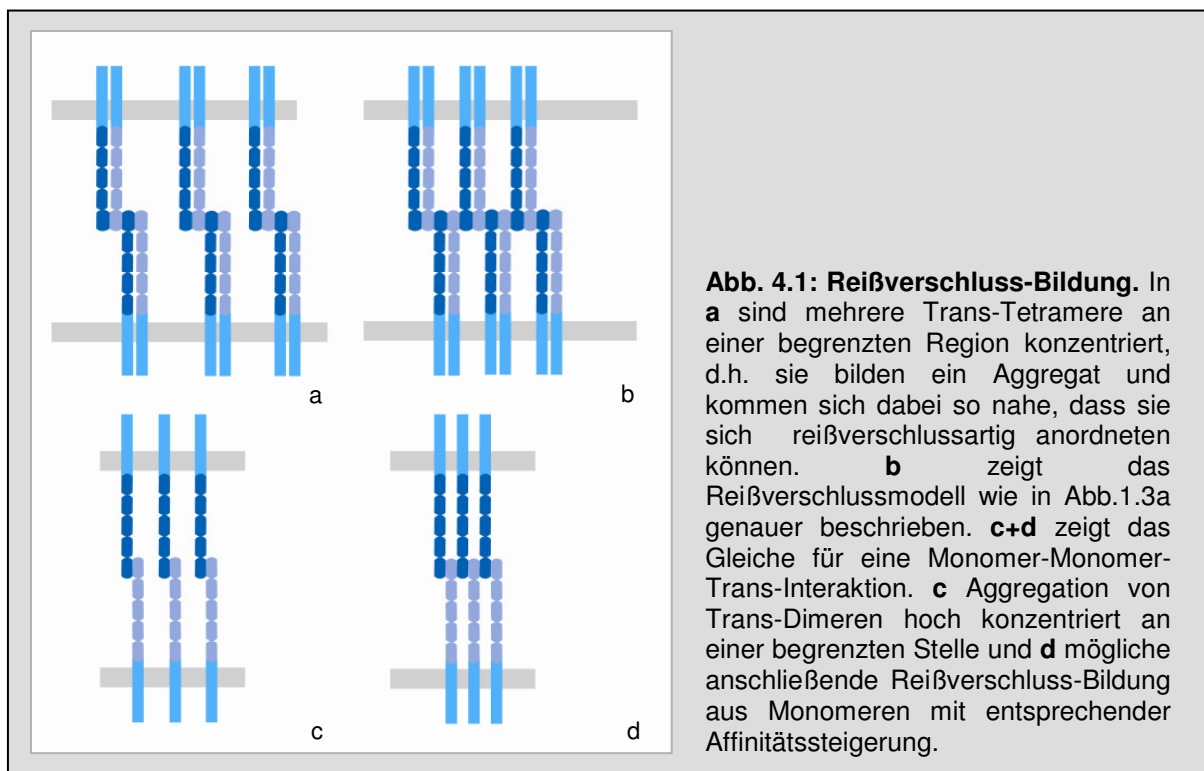 a
b
c
d
Abb. 4.1: Reißverschluss-Bildung. In
a sind mehrere Trans-Tetramere an
einer begrenzten Region konzentriert,
d.h. sie bilden ein Aggregat und
kommen sich dabei so nahe, dass sie
sich reißverschlussartig anordneten
können. b zeigt das
Reißverschlussmodell wie in Abb.1.3a
genauer beschrieben. c+d zeigt das
Gleiche für eine Monomer-Monomer-
Trans-Interaktion. c Aggregation von
Trans-Dimeren hoch konzentriert an
einer begrenzten Stelle und d mögliche
anschließende Reißverschluss-Bildung
aus Monomeren mit entsprechender
Affinitätssteigerung.